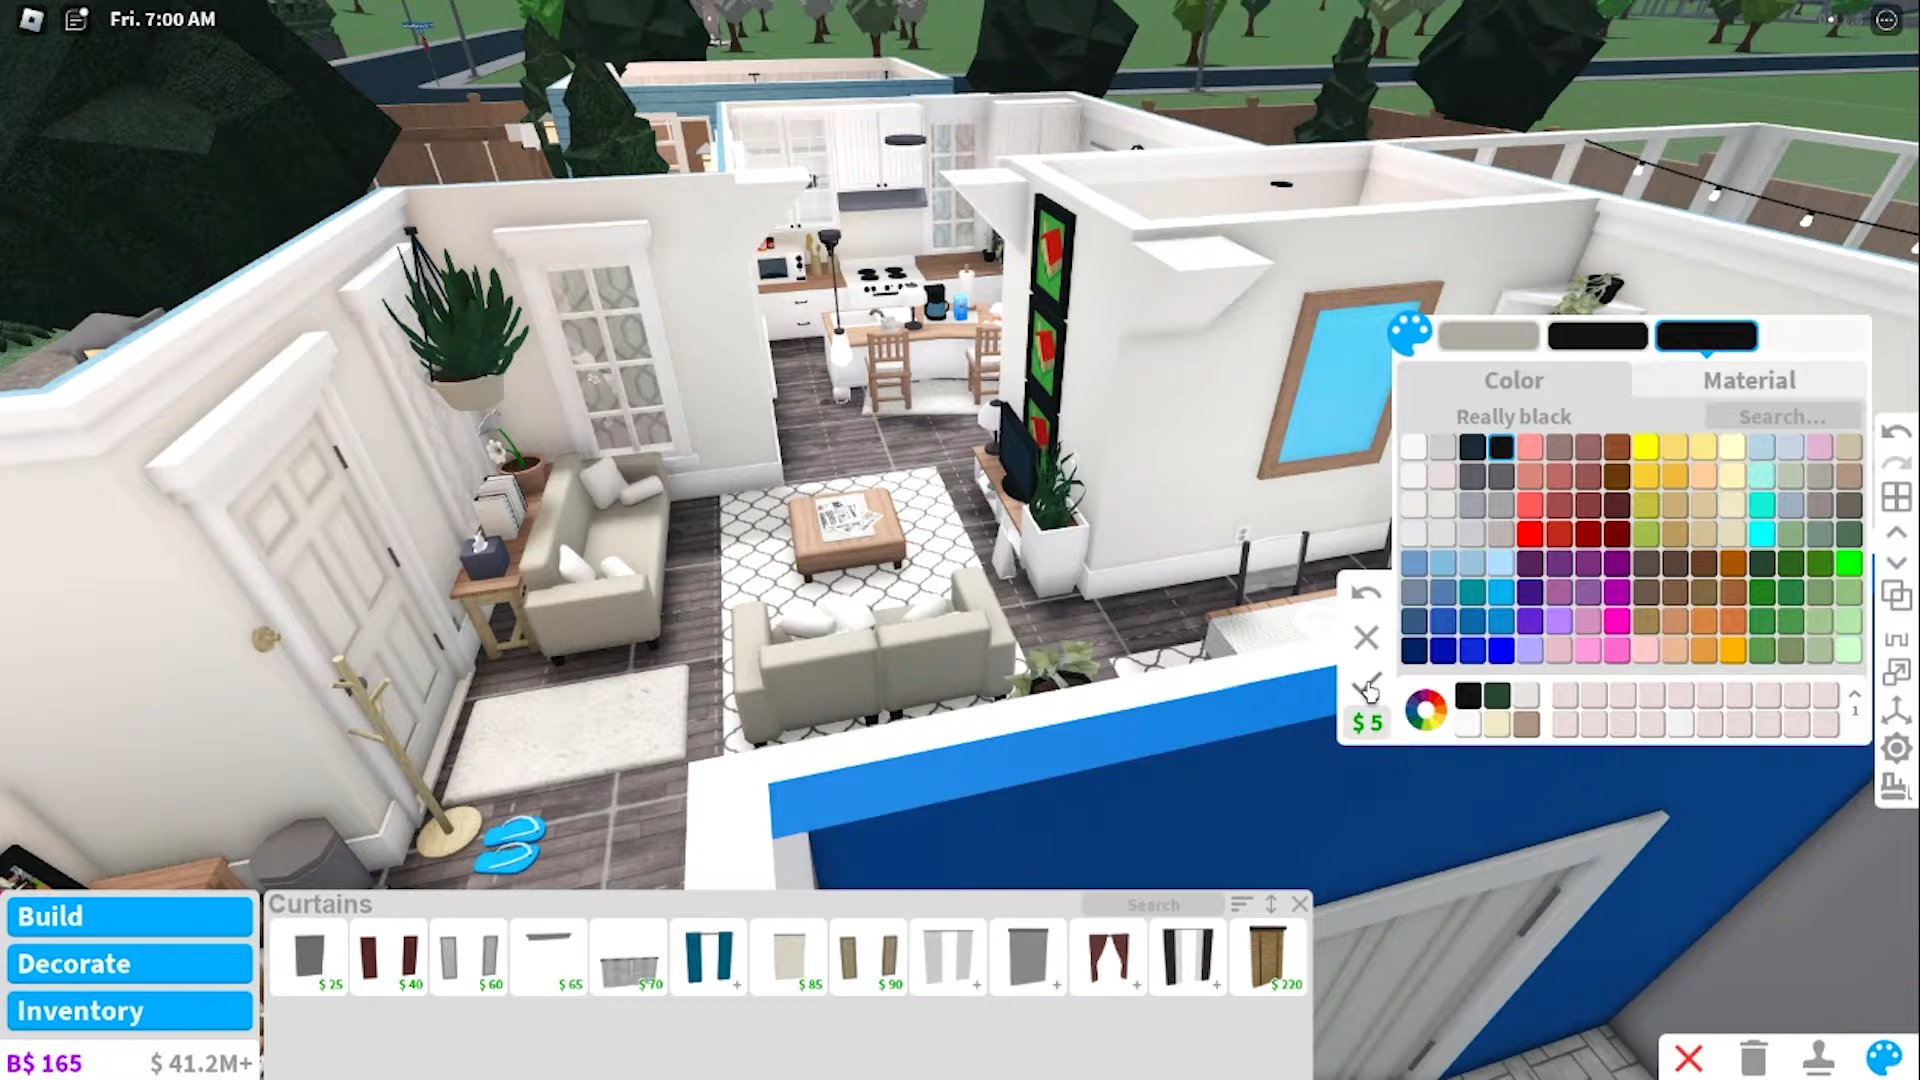 Fri. 7:00 AM
Color
Material
Really black
Search...
1
$ 5
Build
Decorate
Inventory
B$ 165
$ 41.2M+
Curtains
Search
$ 25
$ 40
$ 60
$ 65
$ 70
+
$ 85
$ 90
+
+
+
+
$ 220